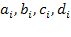 aᵢ, bᵢ, cᵢ, dᵢ